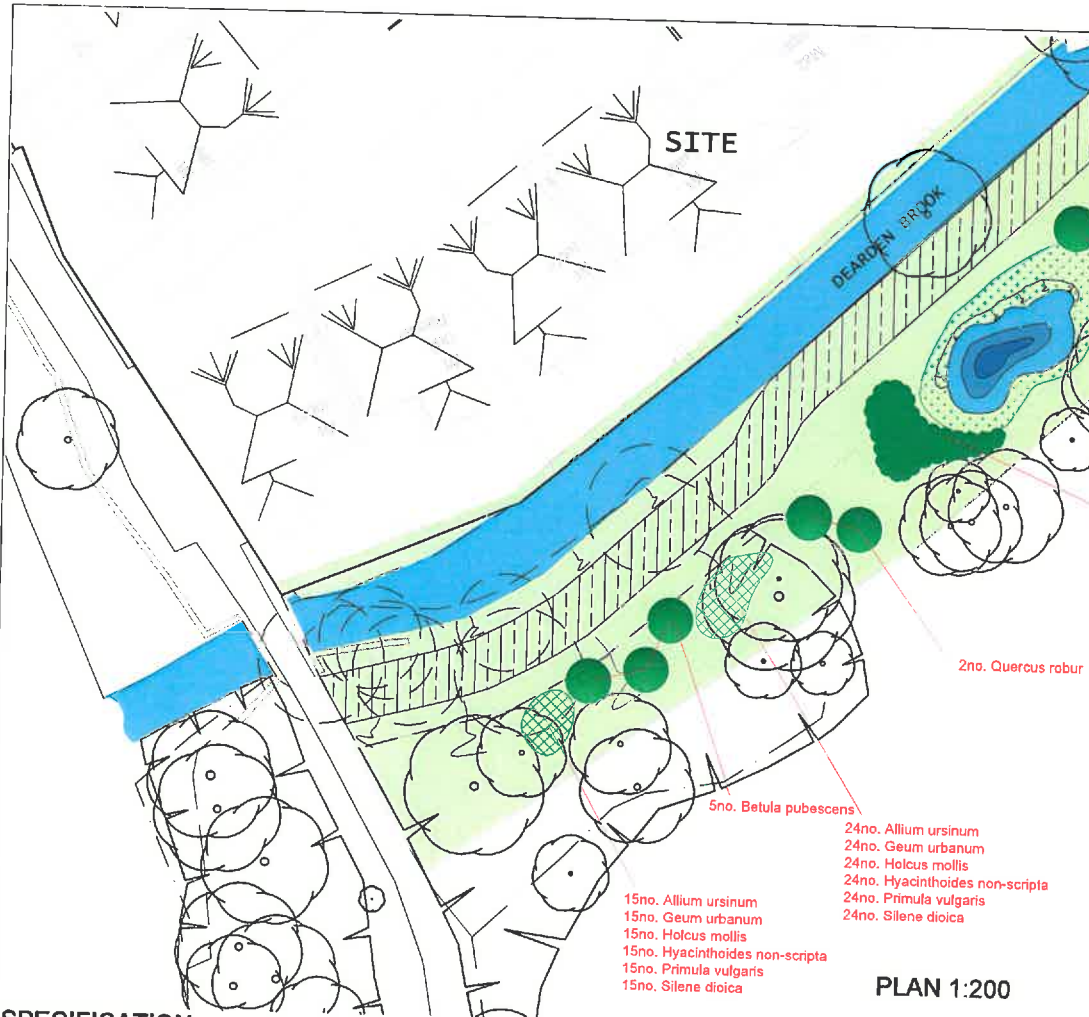 SITE
DEARDEN BROOK
2no. Quercus robur
5no. Betula pubescens
24no. Allium ursinum
24no. Geum urbanum
24no. Holcus mollis
24no. Hyacinthoides non-scripta
24no. Primula vulgaris
24no. Silene dioica
15no. Allium ursinum
15no. Geum urbanum
15no. Holcus mollis
15no. Hyacinthoides non-scripta
15no. Primula vulgaris
15no. Silene dioica
PLAN 1:200
SPECIFICATION